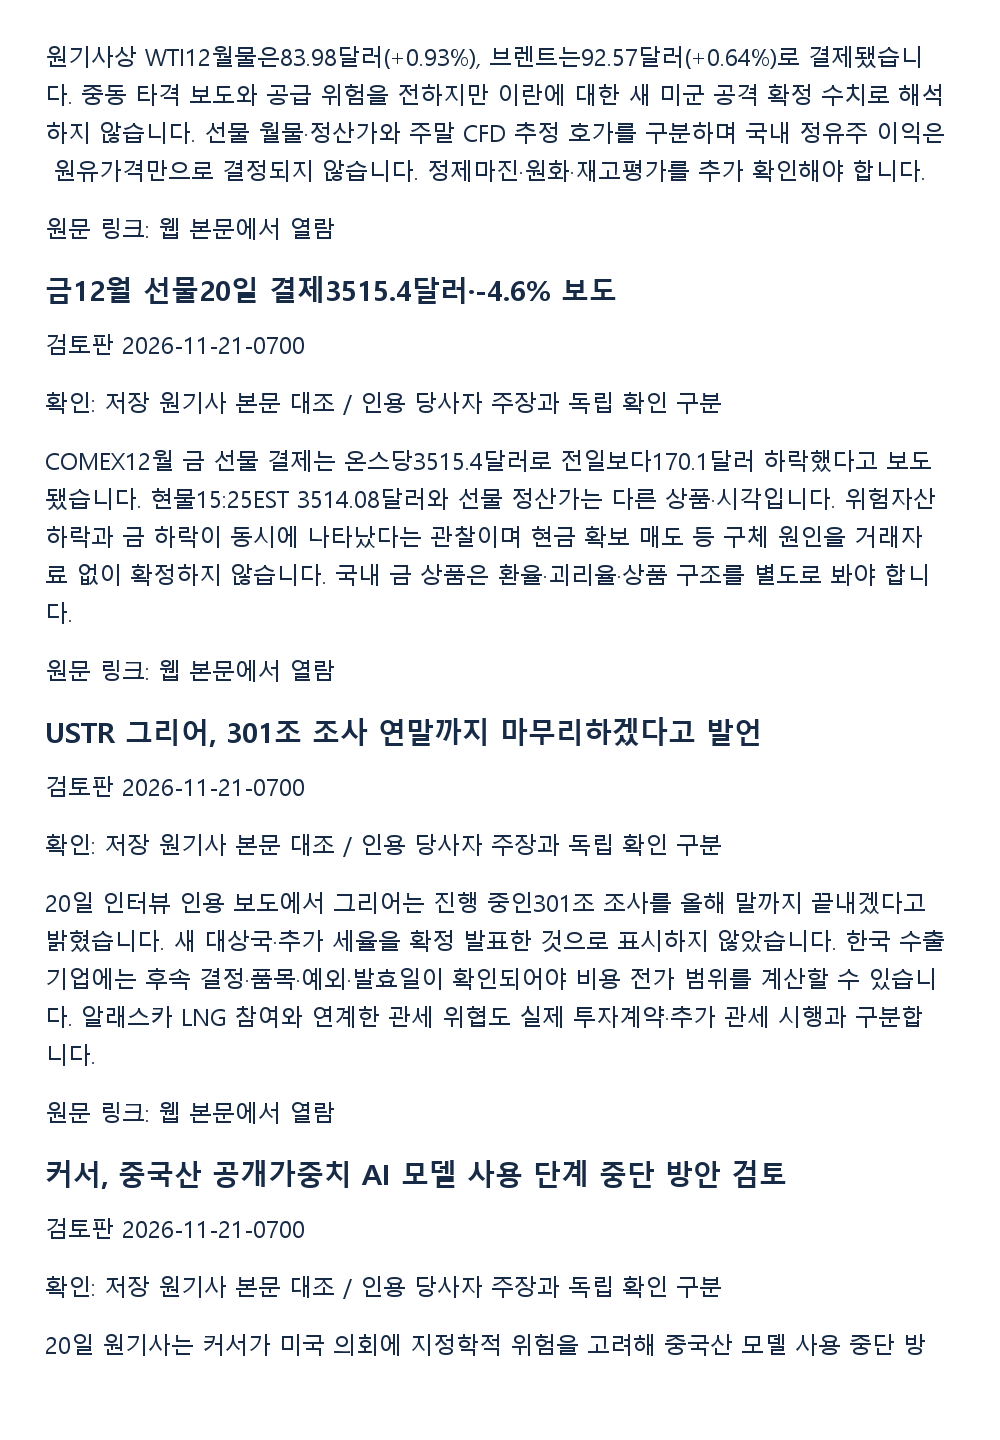 원기사상 WTI12월물은83.98달러(+0.93%), 브렌트는92.57달러(+0.64%)로 결제됐습니
다. 중동 타격 보도와 공급 위험을 전하지만 이란에 대한 새 미군 공격 확정 수치로 해석
하지 않습니다. 선물 월물·정산가와 주말 CFD 추정 호가를 구분하며 국내 정유주 이익은
원유가격만으로 결정되지 않습니다. 정제마진·원화·재고평가를 추가 확인해야 합니다.
원문 링크: 웹 본문에서 열람
금12월 선물20일 결제3515.4달러·-4.6% 보도
검토판 2026-11-21-0700
확인: 저장 원기사 본문 대조 / 인용 당사자 주장과 독립 확인 구분
COMEX12월 금 선물 결제는 온스당3515.4달러로 전일보다170.1달러 하락했다고 보도
됐습니다. 현물15:25EST 3514.08달러와 선물 정산가는 다른 상품·시각입니다. 위험자산
하락과 금 하락이 동시에 나타났다는 관찰이며 현금 확보 매도 등 구체 원인을 거래자
료 없이 확정하지 않습니다. 국내 금 상품은 환율·괴리율·상품 구조를 별도로 봐야 합니
다.
원문 링크: 웹 본문에서 열람
USTR 그리어, 301조 조사 연말까지 마무리하겠다고 발언
검토판 2026-11-21-0700
확인: 저장 원기사 본문 대조 / 인용 당사자 주장과 독립 확인 구분
20일 인터뷰 인용 보도에서 그리어는 진행 중인301조 조사를 올해 말까지 끝내겠다고
밝혔습니다. 새 대상국·추가 세율을 확정 발표한 것으로 표시하지 않았습니다. 한국 수출
기업에는 후속 결정·품목·예외·발효일이 확인되어야 비용 전가 범위를 계산할 수 있습니
다. 알래스카 LNG 참여와 연계한 관세 위협도 실제 투자계약·추가 관세 시행과 구분합
니다.
원문 링크: 웹 본문에서 열람
커서, 중국산 공개가중치 AI 모델 사용 단계 중단 방안 검토
검토판 2026-11-21-0700
확인: 저장 원기사 본문 대조 / 인용 당사자 주장과 독립 확인 구분
20일 원기사는 커서가 미국 의회에 지정학적 위험을 고려해 중국산 모델 사용 중단 방